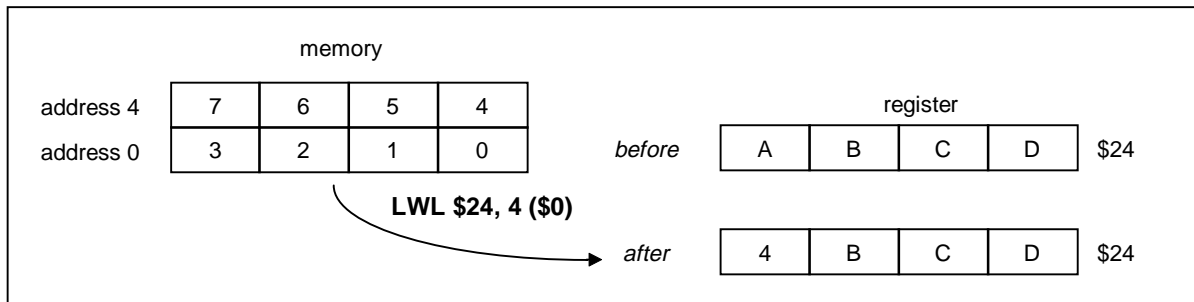 memory
address 4 7 6 5 4
register
address 0 3 2 1 0
before A B C D $24
LWL $24, 4 ($0)
after 4 B C D $24